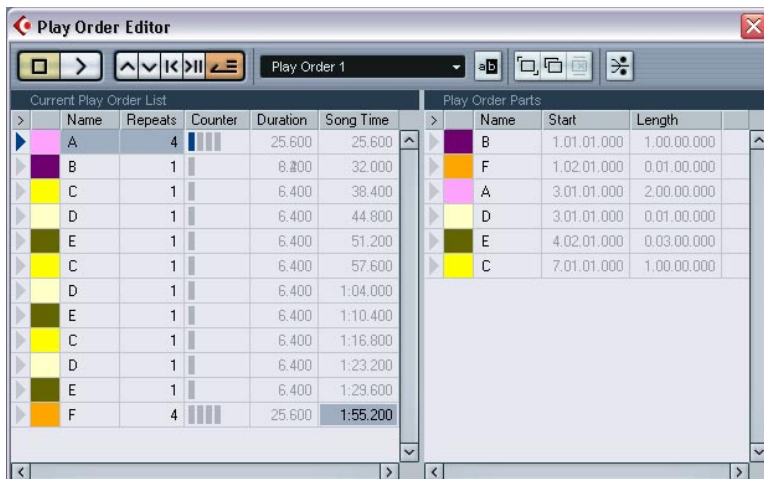 Play Order Editor
Play Order 1
ab
Current Play Order List
Play Order Parts
> Name Repeats Counter Duration Song Time
> Name Start Length
A 4 25.600 25.600
B 1 32.000
C 1 6.400 38.400
D 1 6.400 44.800
E 1 6.400 51.200
C 1 6.400 57.600
D 1 6.400 1:04.000
E 1 6.400 1:10.400
C 1 6.400 1:16.800
D 1 6.400 1:23.200
E 1 6.400 1:29.600
F 4 25.600 1:55.200
B 1.01.01.000 1.00.00.000
F 1.02.01.000 0.01.00.000
A 3.01.01.000 2.00.00.000
D 3.01.01.000 0.01.00.000
E 4.02.01.000 0.03.00.000
C 7.01.01.000 1.00.00.000